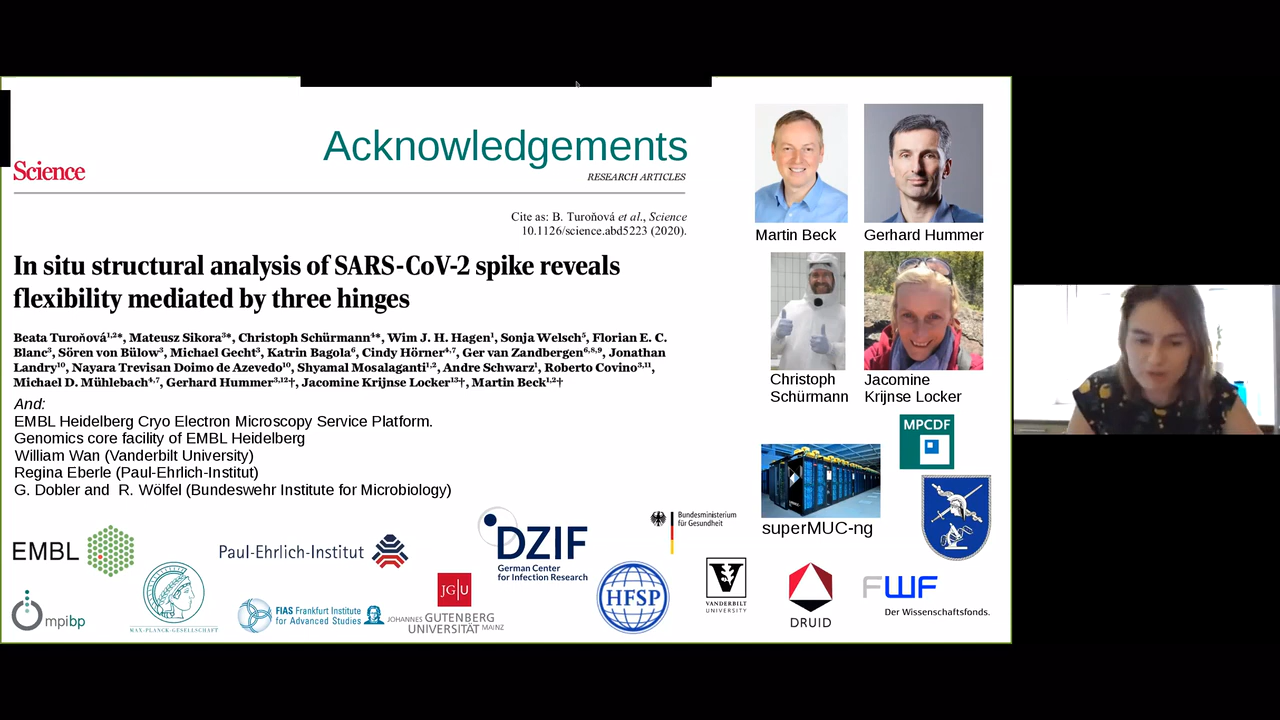 Acknowledgements
Science
RESEARCH ARTICLES
Cite as: B. Turoňová et al., Science
10.1126/science.abd5223 (2020).
In situ structural analysis of SARS-CoV-2 spike reveals
flexibility mediated by three hinges
Beata Turoňová1,2*, Mateusz Sikora3*, Christoph Schürmann4*, Wim J. H. Hagen1, Sonja Welsch5, Florian E. C.
Blanc3, Sören von Bülow3, Michael Gecht3, Katrin Bagola6, Cindy Hörner4,7, Ger van Zandbergen6,8,9, Jonathan
Landry10, Nayara Trevisan Doimo de Azevedo10, Shyamal Mosalaganti1,2, Andre Schwarz1, Roberto Covino3,11,
Michael D. Mühlebach4,7, Gerhard Hummer3,12†, Jacomine Krijnse Locker13†, Martin Beck1,2†
And:
EMBL Heidelberg Cryo Electron Microscopy Service Platform.
Genomics core facility of EMBL Heidelberg
William Wan (Vanderbilt University)
Regina Eberle (Paul-Ehrlich-Institut)
G. Dobler and R. Wölfel (Bundeswehr Institute for Microbiology)
Martin Beck
Gerhard Hummer
Christoph
Schürmann
Jacomine
Krijnse Locker
MPCDF
superMUC-ng
EMBL
Paul-Ehrlich-Institut
DZIF
German Center
for Infection Research
Bundesministerium
für Gesundheit
mpibp
MAX-PLANCK-GESELLSCHAFT
FIAS Frankfurt Institute
for Advanced Studies
JG|U
JOHANNES GUTENBERG
UNIVERSITÄT MAINZ
HFSP
VANDERBILT
UNIVERSITY
DRUID
FWF
Der Wissenschaftsfonds.